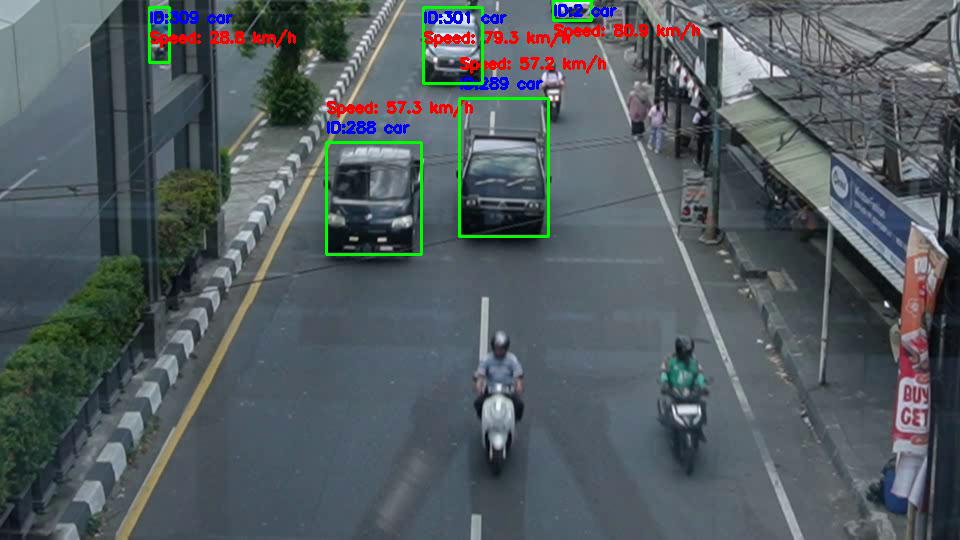 ID:309 car
Speed: 28.8 km/h
ID:301 car
Speed: 79.3 km/h
ID:2 car
Speed: 80.9 km/h
Speed: 57.2 km/h
ID:289 car
Speed: 57.3 km/h
ID:288 car
BUY
GET